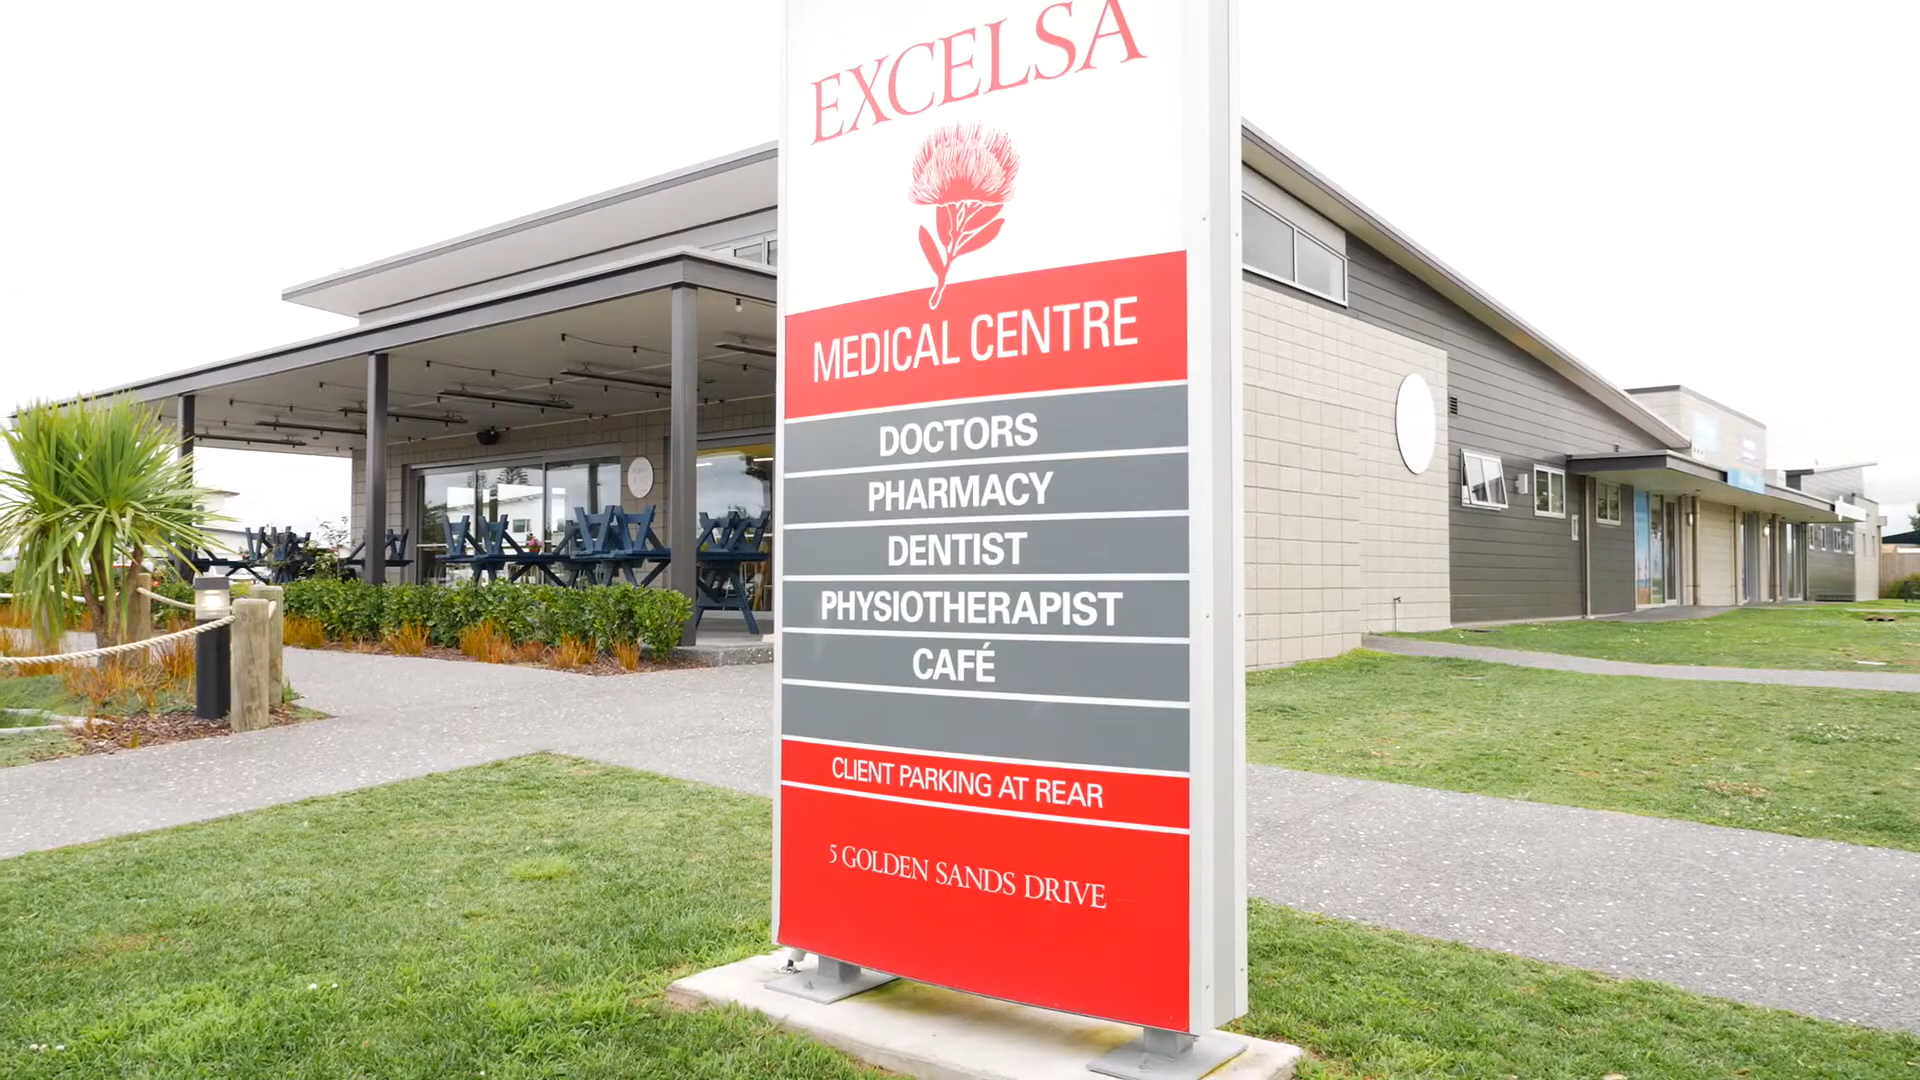 EXCELSA
MEDICAL CENTRE
DOCTORS
PHARMACY
DENTIST
PHYSIOTHERAPIST
CAFÉ
CLIENT PARKING AT REAR
5 GOLDEN SANDS DRIVE